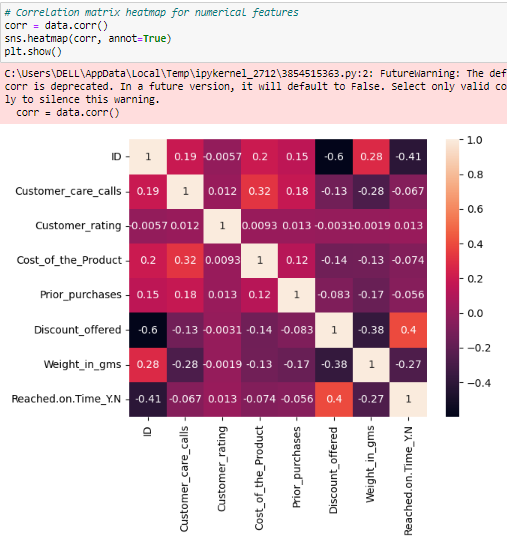 # Correlation matrix heatmap for numerical features
corr = data.corr()
sns.heatmap(corr, annot=True)
plt.show()
C:\Users\DELL\AppData\Local\Temp\ipykernel_2712\3854515363.py:2: FutureWarning: The def
corr is deprecated. In a future version, it will default to False. Select only valid co
ly to silence this warning.
corr = data.corr()
ID 1 0.19 -0.0057 0.2 0.15 -0.6 0.28 -0.41
Customer_care_calls 0.19 1 0.012 0.32 0.18 -0.13 -0.28 -0.067
Customer_rating -0.0057 0.012 1 0.0093 0.013 -0.0031 -0.0019 0.013
Cost_of_the_Product 0.2 0.32 0.0093 1 0.12 -0.14 -0.13 -0.074
Prior_purchases 0.15 0.18 0.013 0.12 1 -0.083 -0.17 -0.056
Discount_offered -0.6 -0.13 -0.0031 -0.14 -0.083 1 -0.38 0.4
Weight_in_gms 0.28 -0.28 -0.0019 -0.13 -0.17 -0.38 1 -0.27
Reached.on.Time_Y.N -0.41 -0.067 0.013 -0.074 -0.056 0.4 -0.27 1
ID
Customer_care_calls
Customer_rating
Cost_of_the_Product
Prior_purchases
Discount_offered
Weight_in_gms
Reached.on.Time_Y.N
1.0
0.8
0.6
0.4
0.2
0.0
−0.2
−0.4